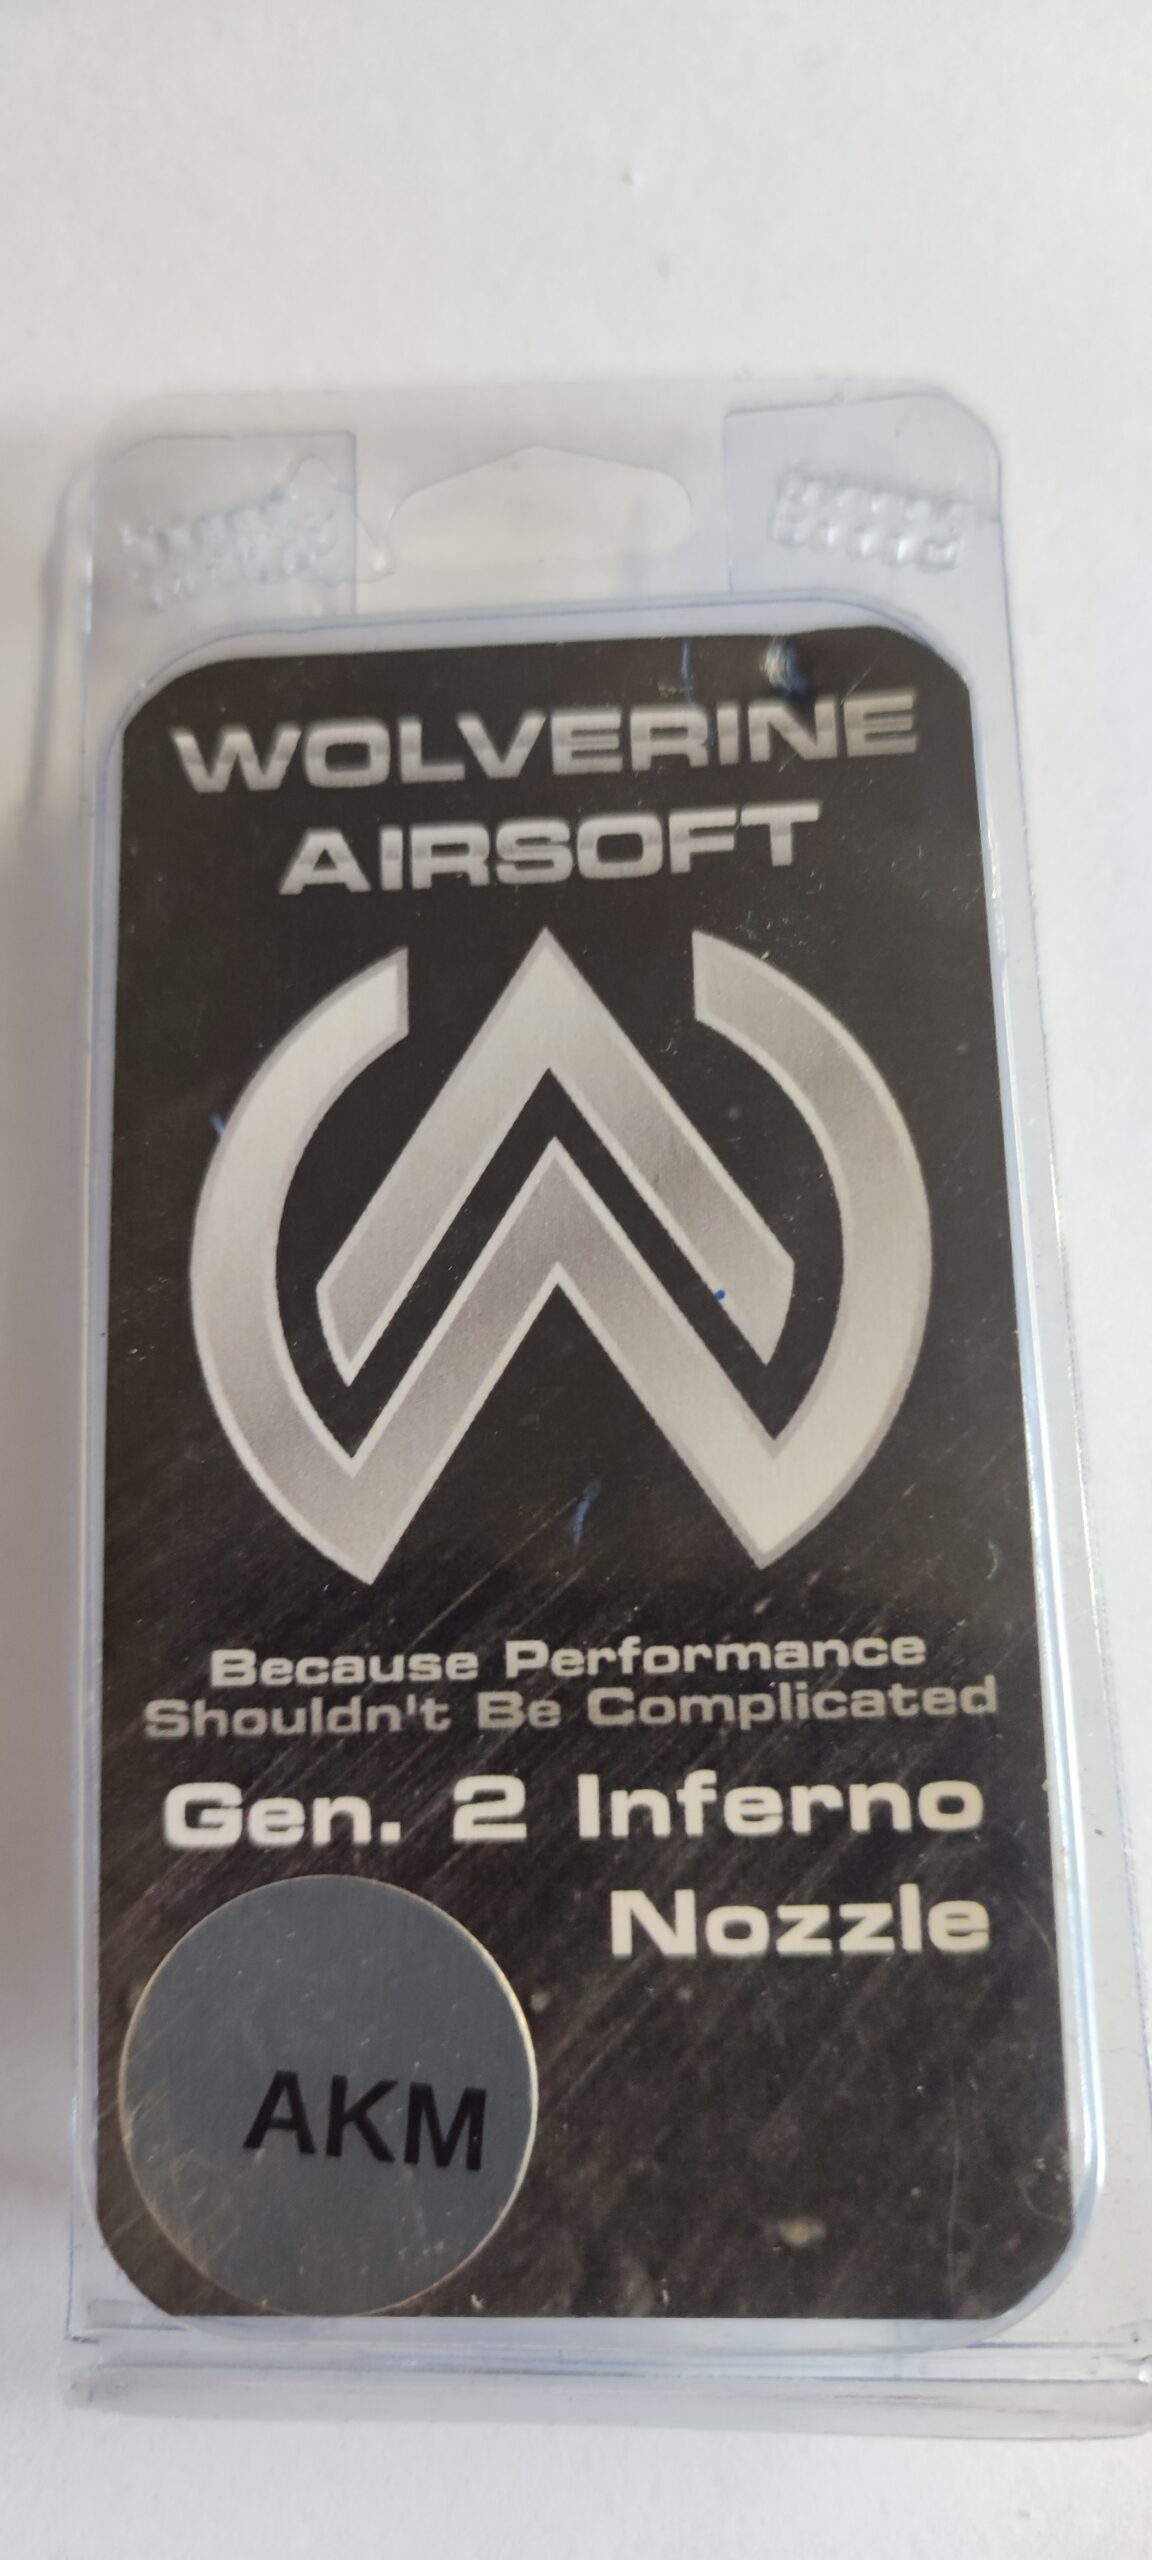 WOLVERINE
AIRSOFT
Because Performance
Shouldn't Be Complicated
Gen. 2 Inferno
Nozzle
AKM